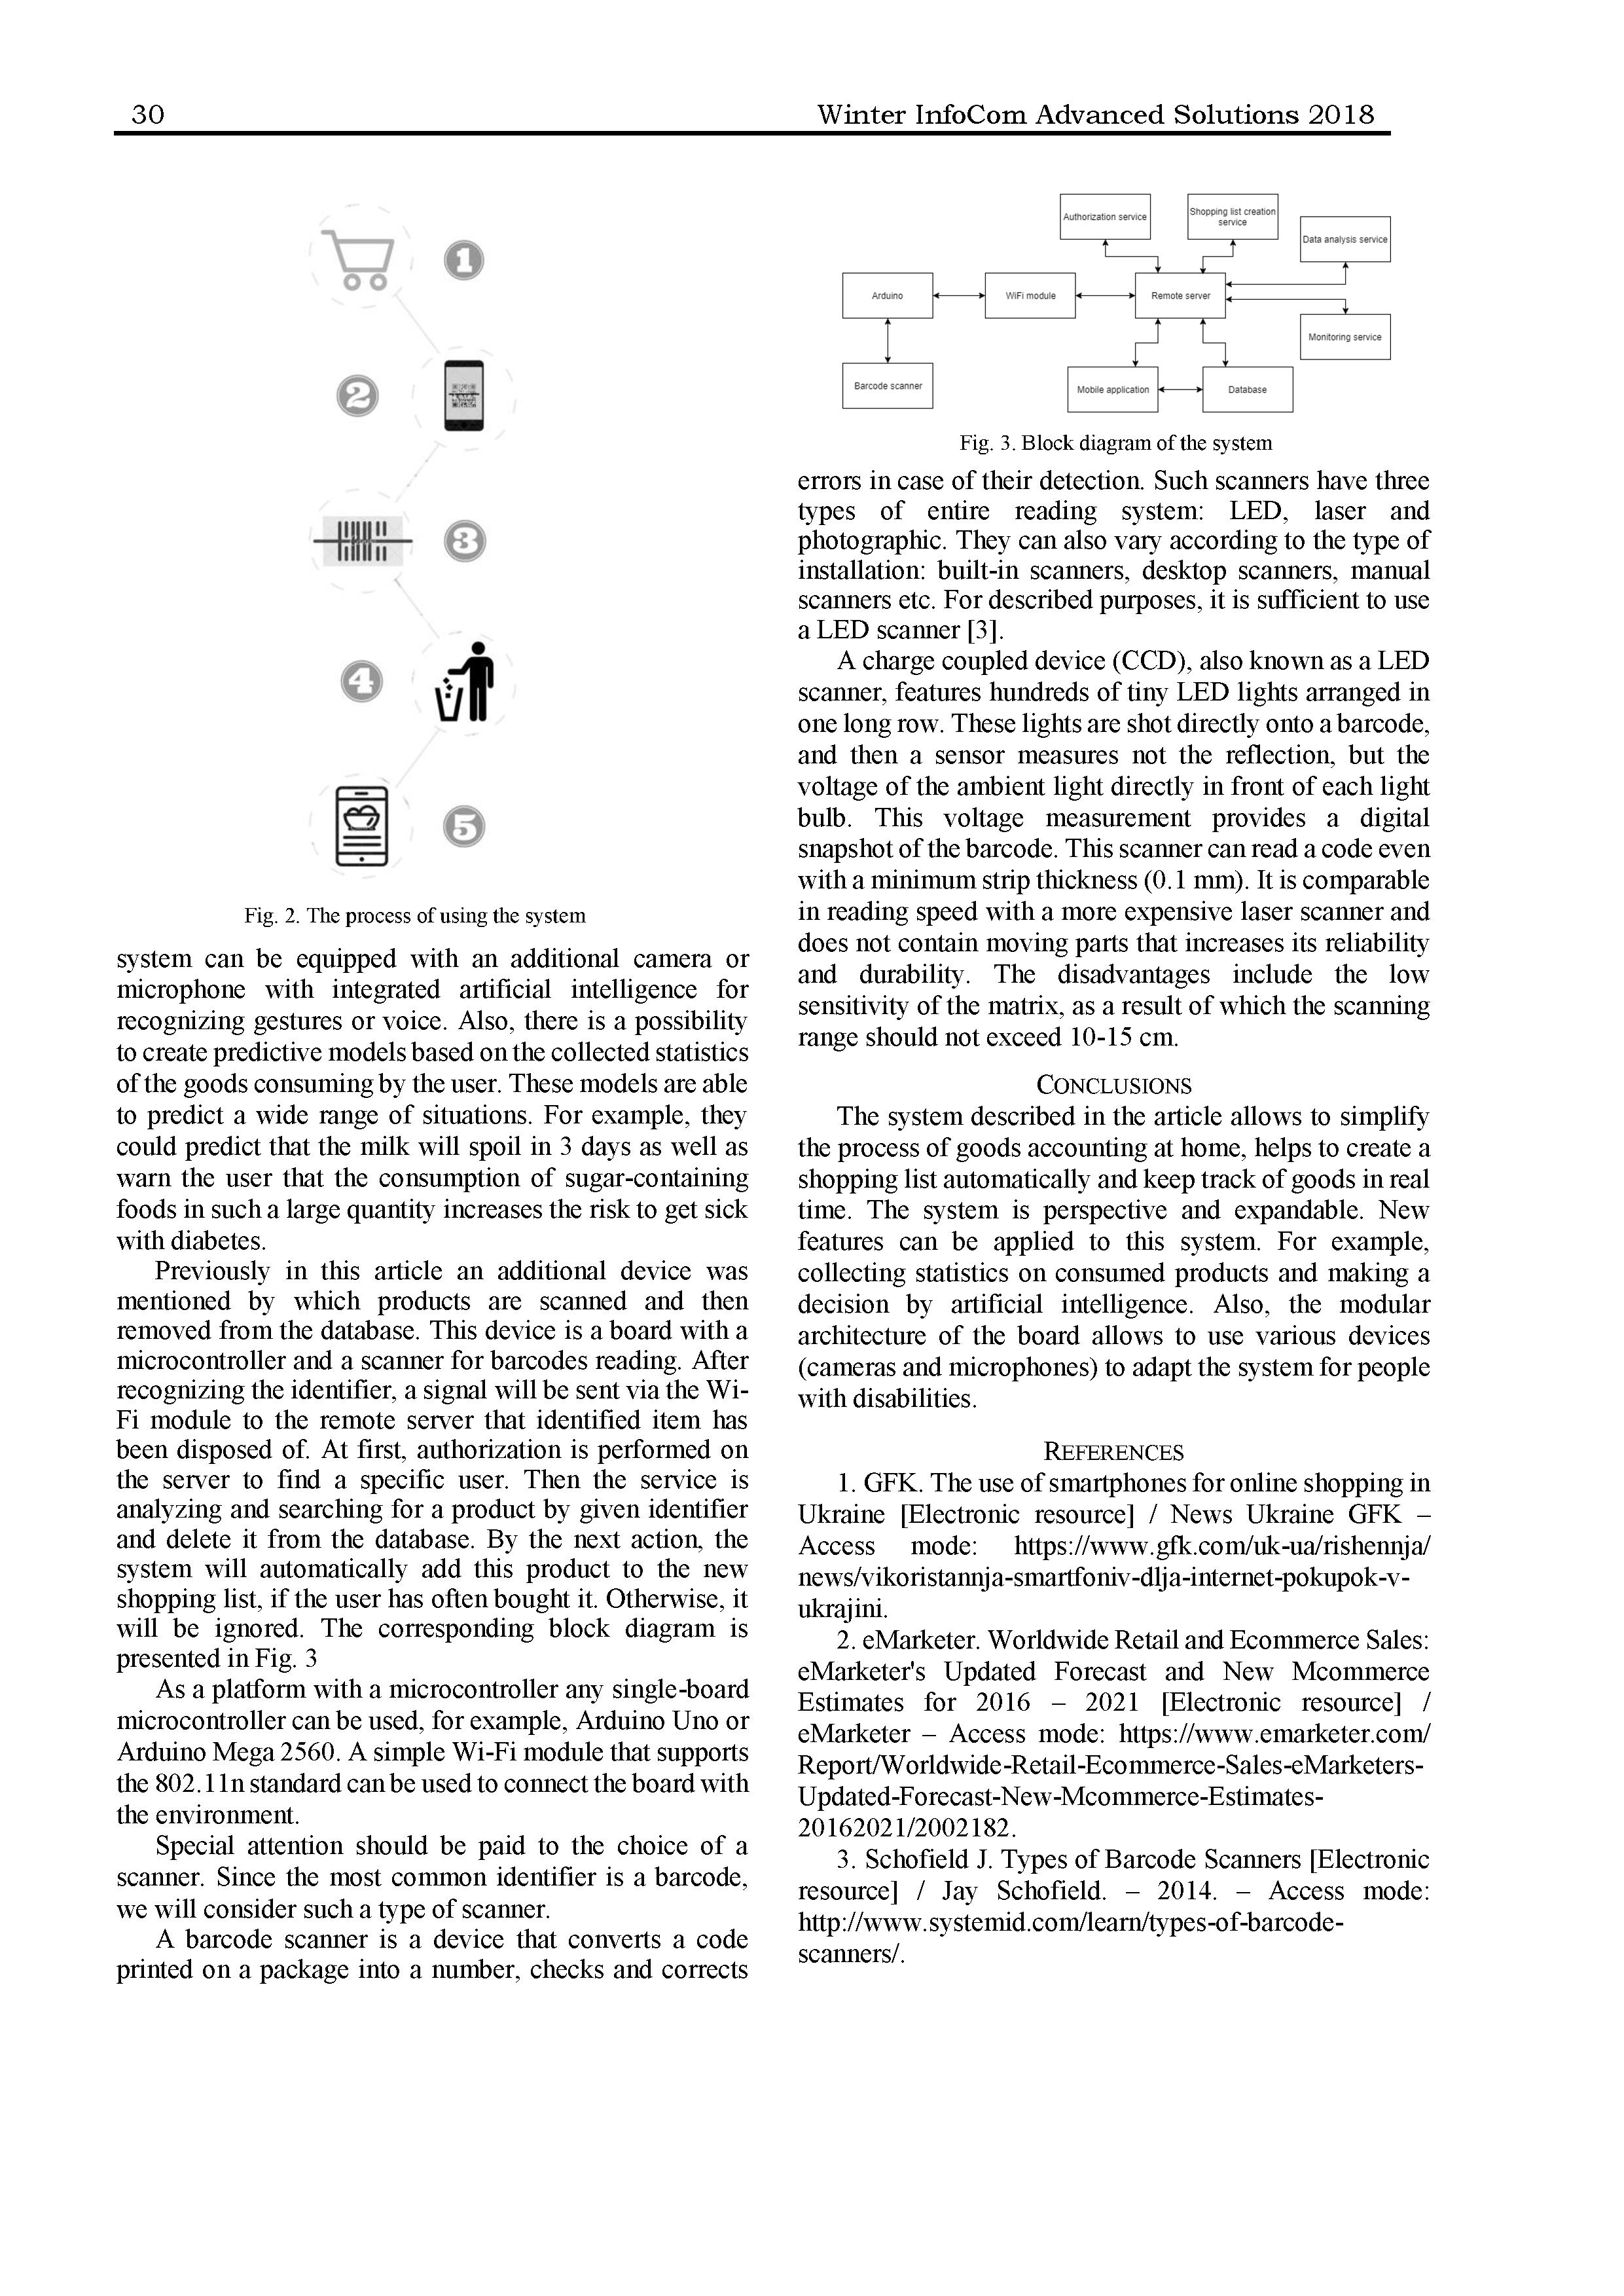 30
Winter InfoCom Advanced Solutions 2018
1
2
3
4
5
Fig. 2. The process of using the system
system can be equipped with an additional camera or
microphone with integrated artificial intelligence for
recognizing gestures or voice. Also, there is a possibility
to create predictive models based on the collected statistics
of the goods consuming by the user. These models are able
to predict a wide range of situations. For example, they
could predict that the milk will spoil in 3 days as well as
warn the user that the consumption of sugar-containing
foods in such a large quantity increases the risk to get sick
with diabetes.
Previously in this article an additional device was
mentioned by which products are scanned and then
removed from the database. This device is a board with a
microcontroller and a scanner for barcodes reading. After
recognizing the identifier, a signal will be sent via the Wi-
Fi module to the remote server that identified item has
been disposed of. At first, authorization is performed on
the server to find a specific user. Then the service is
analyzing and searching for a product by given identifier
and delete it from the database. By the next action, the
system will automatically add this product to the new
shopping list, if the user has often bought it. Otherwise, it
will be ignored. The corresponding block diagram is
presented in Fig. 3
As a platform with a microcontroller any single-board
microcontroller can be used, for example, Arduino Uno or
Arduino Mega 2560. A simple Wi-Fi module that supports
the 802.11n standard can be used to connect the board with
the environment.
Special attention should be paid to the choice of a
scanner. Since the most common identifier is a barcode,
we will consider such a type of scanner.
A barcode scanner is a device that converts a code
printed on a package into a number, checks and corrects
Authorization service
Shopping list creation
service
Data analysis service
Arduino
WiFi module
Remote server
Monitoring service
Barcode scanner
Mobile application
Database
Fig. 3. Block diagram of the system
errors in case of their detection. Such scanners have three
types of entire reading system: LED, laser and
photographic. They can also vary according to the type of
installation: built-in scanners, desktop scanners, manual
scanners etc. For described purposes, it is sufficient to use
a LED scanner [3].
A charge coupled device (CCD), also known as a LED
scanner, features hundreds of tiny LED lights arranged in
one long row. These lights are shot directly onto a barcode,
and then a sensor measures not the reflection, but the
voltage of the ambient light directly in front of each light
bulb. This voltage measurement provides a digital
snapshot of the barcode. This scanner can read a code even
with a minimum strip thickness (0.1 mm). It is comparable
in reading speed with a more expensive laser scanner and
does not contain moving parts that increases its reliability
and durability. The disadvantages include the low
sensitivity of the matrix, as a result of which the scanning
range should not exceed 10-15 cm.
CONCLUSIONS
The system described in the article allows to simplify
the process of goods accounting at home, helps to create a
shopping list automatically and keep track of goods in real
time. The system is perspective and expandable. New
features can be applied to this system. For example,
collecting statistics on consumed products and making a
decision by artificial intelligence. Also, the modular
architecture of the board allows to use various devices
(cameras and microphones) to adapt the system for people
with disabilities.
REFERENCES
1. GFK. The use of smartphones for online shopping in
Ukraine [Electronic resource] / News Ukraine GFK –
Access mode: https://www.gfk.com/uk-ua/rishennja/
news/vikoristannja-smartfoniv-dlja-internet-pokupok-v-
ukrajini.
2. eMarketer. Worldwide Retail and Ecommerce Sales:
eMarketer's Updated Forecast and New Mcommerce
Estimates for 2016 – 2021 [Electronic resource] /
eMarketer – Access mode: https://www.emarketer.com/
Report/Worldwide-Retail-Ecommerce-Sales-eMarketers-
Updated-Forecast-New-Mcommerce-Estimates-
20162021/2002182.
3. Schofield J. Types of Barcode Scanners [Electronic
resource] / Jay Schofield. – 2014. – Access mode:
http://www.systemid.com/learn/types-of-barcode-
scanners/.